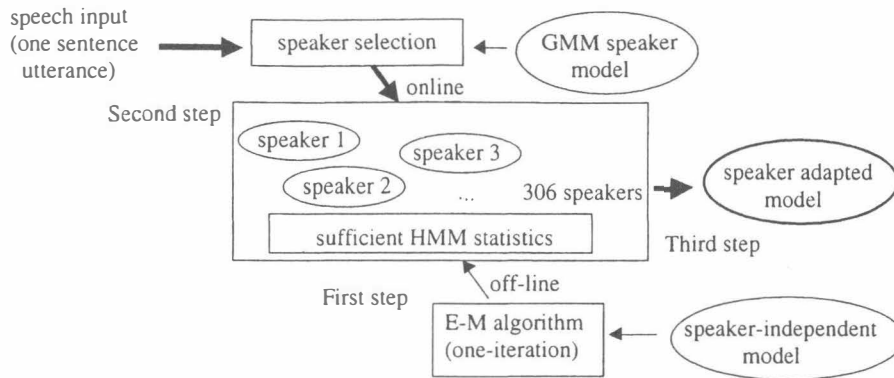 speech input
(one sentence
utterance)
speaker selection
GMM speaker
model
online
Second step
speaker 1
speaker 3
speaker 2
...
306 speakers
sufficient HMM statistics
speaker adapted
model
Third step
First step
off-line
E-M algorithm
(one-iteration)
speaker-independent
model